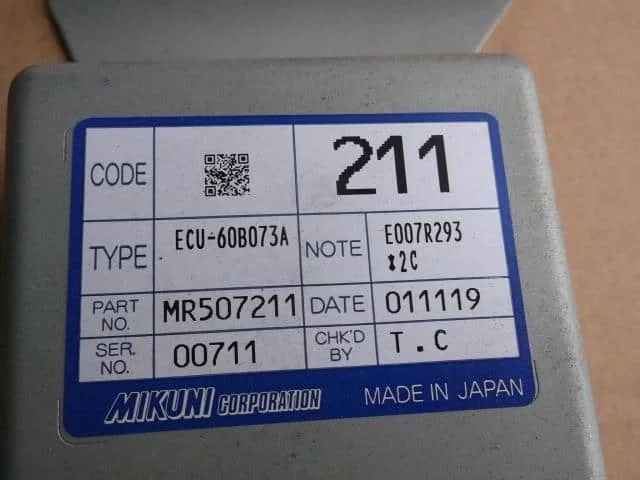 CODE 211
TYPE ECU-60B073A NOTE E007R293
*2C
PART NO. MR507211 DATE 011119
SER. NO. 00711 CHK'D BY T.C
MIKUNI CORPORATION MADE IN JAPAN